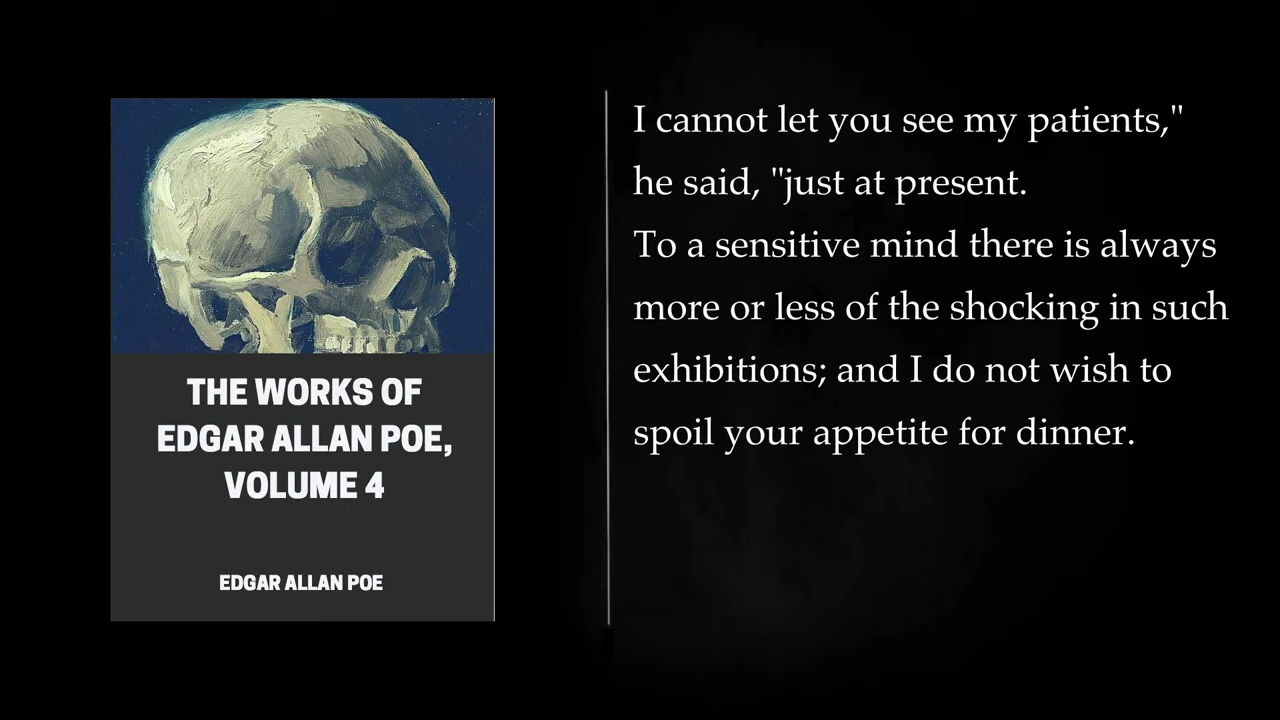 THE WORKS OF
EDGAR ALLAN POE,
VOLUME 4
EDGAR ALLAN POE
I cannot let you see my patients,"
he said, "just at present.
To a sensitive mind there is always
more or less of the shocking in such
exhibitions; and I do not wish to
spoil your appetite for dinner.